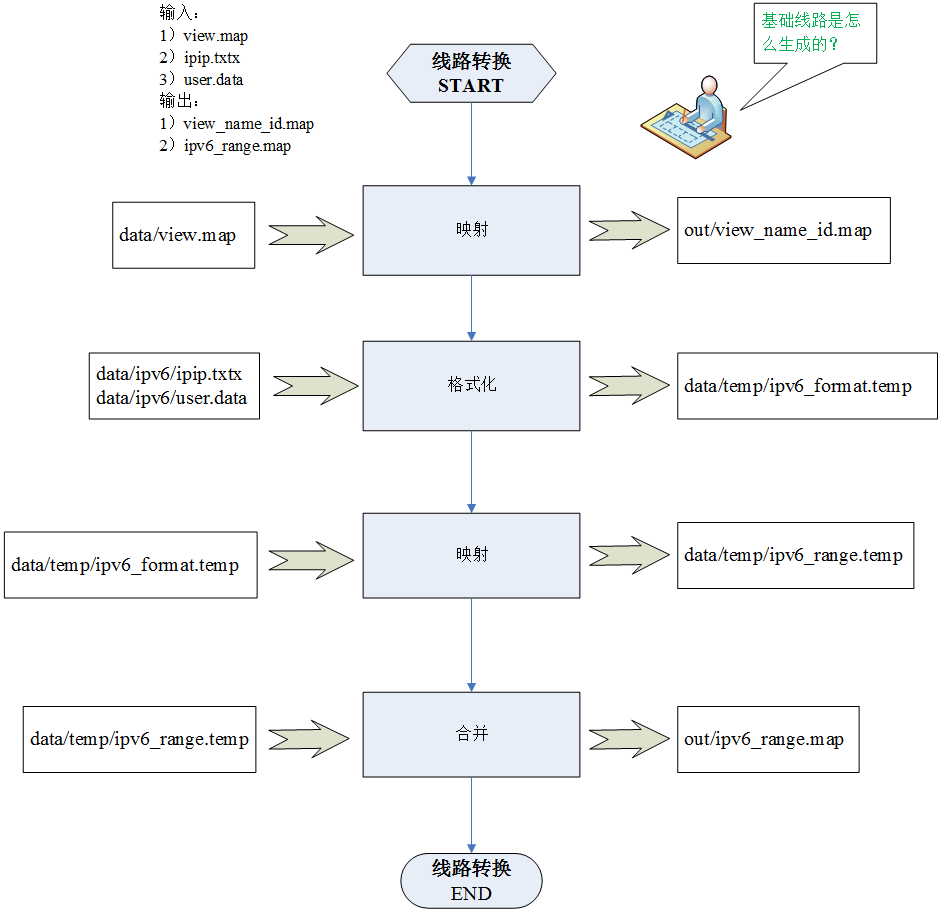 输入：
1）view.map
2）ipip.txtx
3）user.data
输出：
1）view_name_id.map
2）ipv6_range.map
线路转换
START
基础线路是怎
么生成的？
data/view.map
映射
out/view_name_id.map
data/ipv6/ipip.txtx
data/ipv6/user.data
格式化
data/temp/ipv6_format.temp
data/temp/ipv6_format.temp
映射
data/temp/ipv6_range.temp
data/temp/ipv6_range.temp
合并
out/ipv6_range.map
线路转换
END